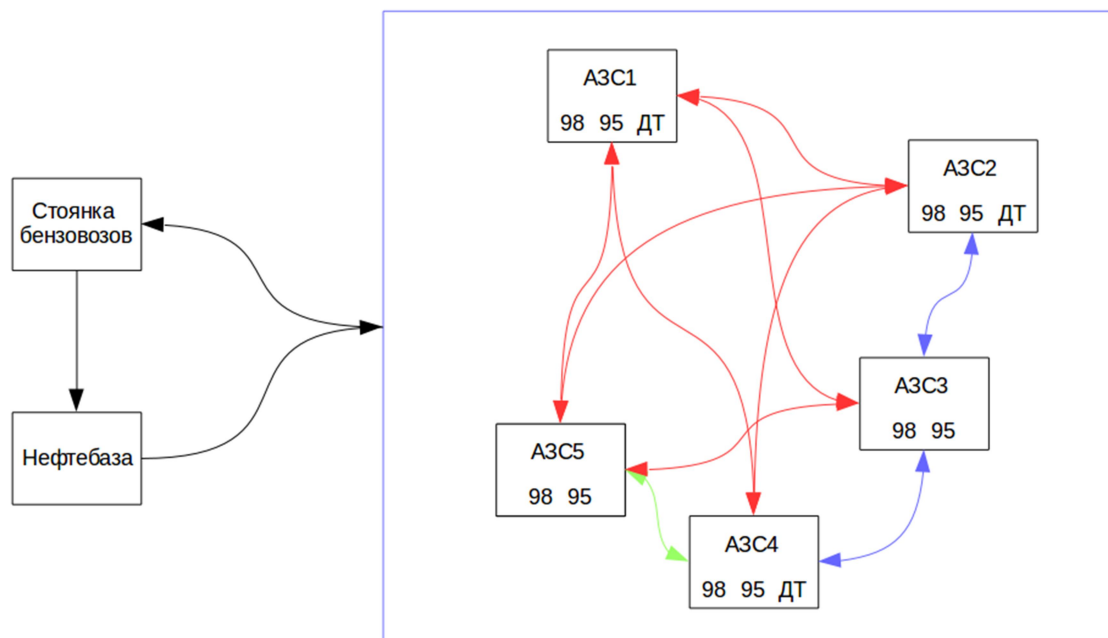 АЗС1
98 95 ДТ
АЗС2
98 95 ДТ
Стоянка
бензовозов
АЗС3
98 95
Нефтебаза
АЗС5
98 95
АЗС4
98 95 ДТ